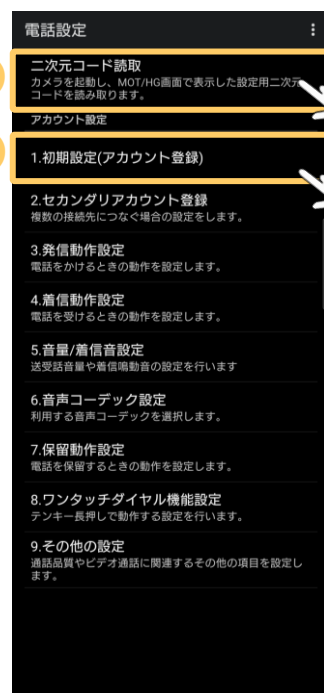 電話設定
二次元コード読取
カメラを起動し、MOT/HG画面で表示した設定用二次元
コードを読み取ります。
アカウント設定
1.初期設定(アカウント登録)
2.セカンダリアカウント登録
複数の接続先につなぐ場合の設定をします。
3.発信動作設定
電話をかけるときの動作を設定します。
4.着信動作設定
電話を受けるときの動作を設定します。
5.音量/着信音設定
送受話音量や着信鳴動音の設定を行います
6.音声コーデック設定
利用する音声コーデックを選択します。
7.保留動作設定
電話を保留するときの動作を設定します。
8.ワンタッチダイヤル機能設定
テンキー長押しで動作する設定を行います。
9.その他の設定
通話品質やビデオ通話に関連するその他の項目を設定し
ます。